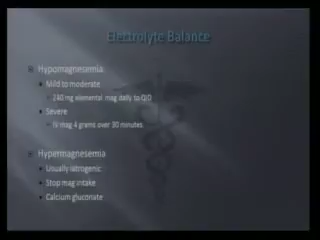 Electrolyte Balance
Hypomagnesemia
Mild to moderate
240 mg elemental mag daily to QID
Severe
IV mag 4 grams over 30 minutes
Hypermagnesemia
Usually iatrogenic
Stop mag intake
Calcium gluconate